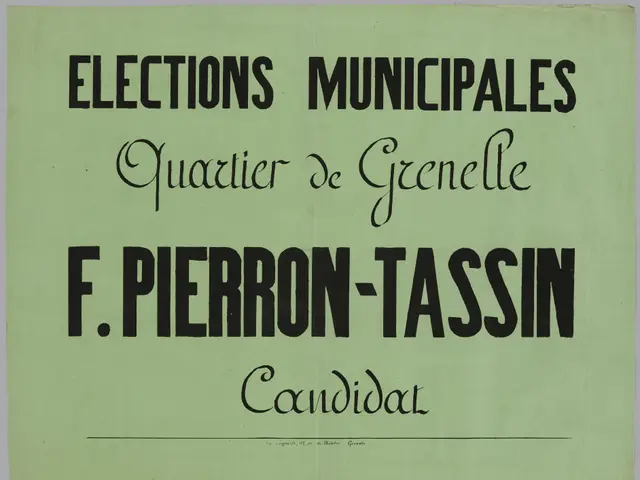 ELECTIONS MUNICIPALES
Quartier de Grenelle
F. PIERRON-TASSIN
Candidat